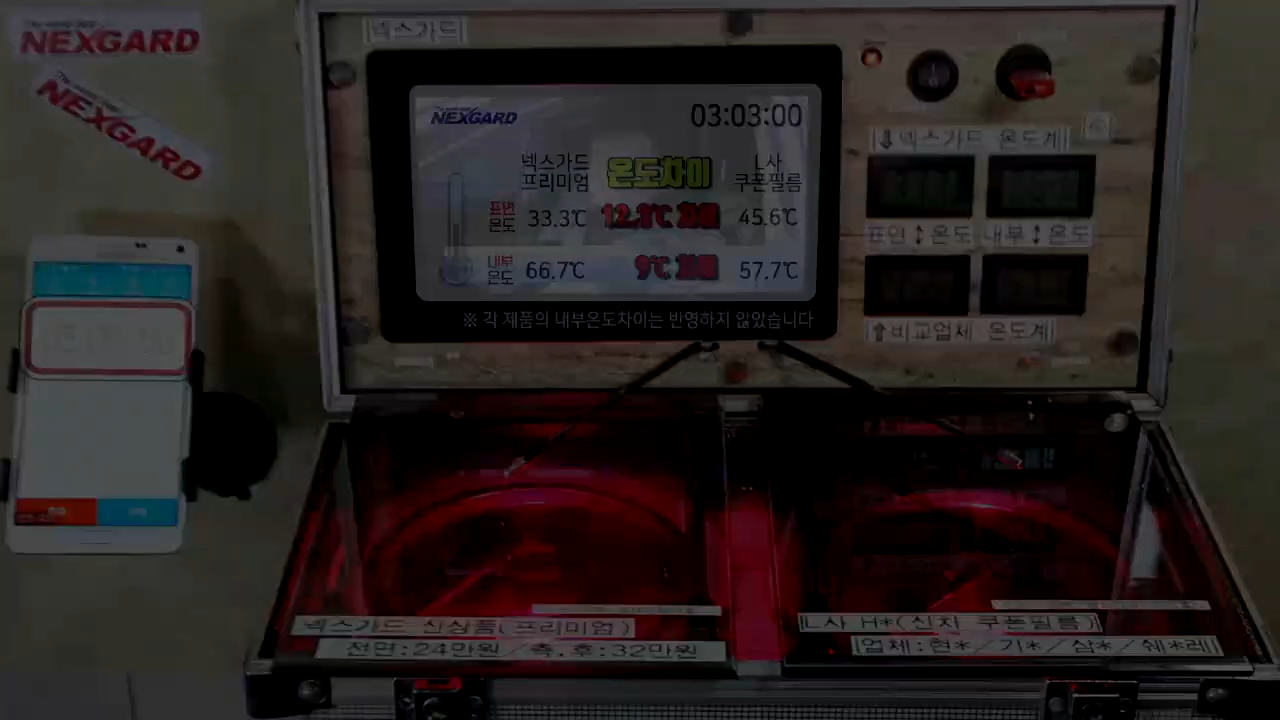 NEXGARD
NEXGARD
넥스가드
NEXGARD
03:03:00
넥스가드
프리미엄
온도차이
L사
쿠폰필름
표면
온도
33.3℃
12.3℃
45.6℃
내부
온도
66.7℃
9℃
57.7℃
※ 각 제품의 내부온도차이는 반영하지 않았습니다
⇓넥스가드 온도계
표면↕온도
내부↕온도
⇑비교업체 온도계
넥스가드 신상품(프리미엄)
전면:24만원/측.후:32만원
L사 H*(신차 쿠폰필름)
업체:현*/기*/삼*/쉐*레